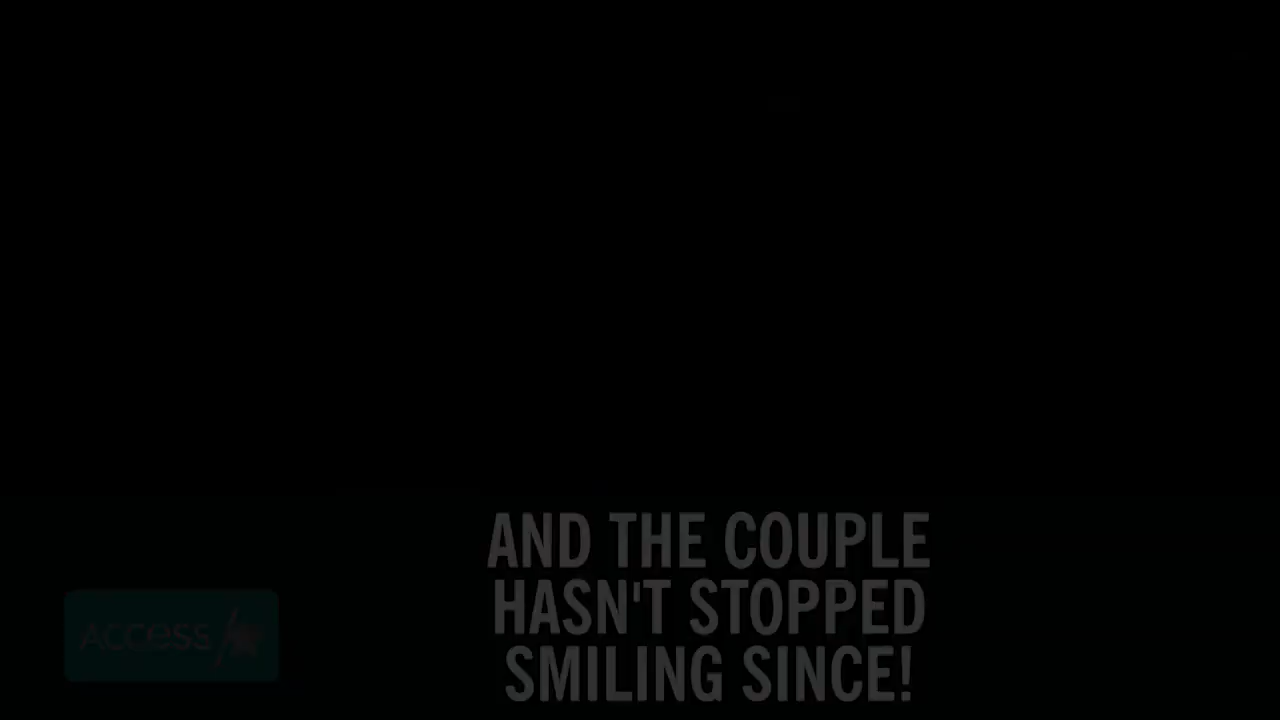 AND THE COUPLE
HASN'T STOPPED
SMILING SINCE!
ACCESS